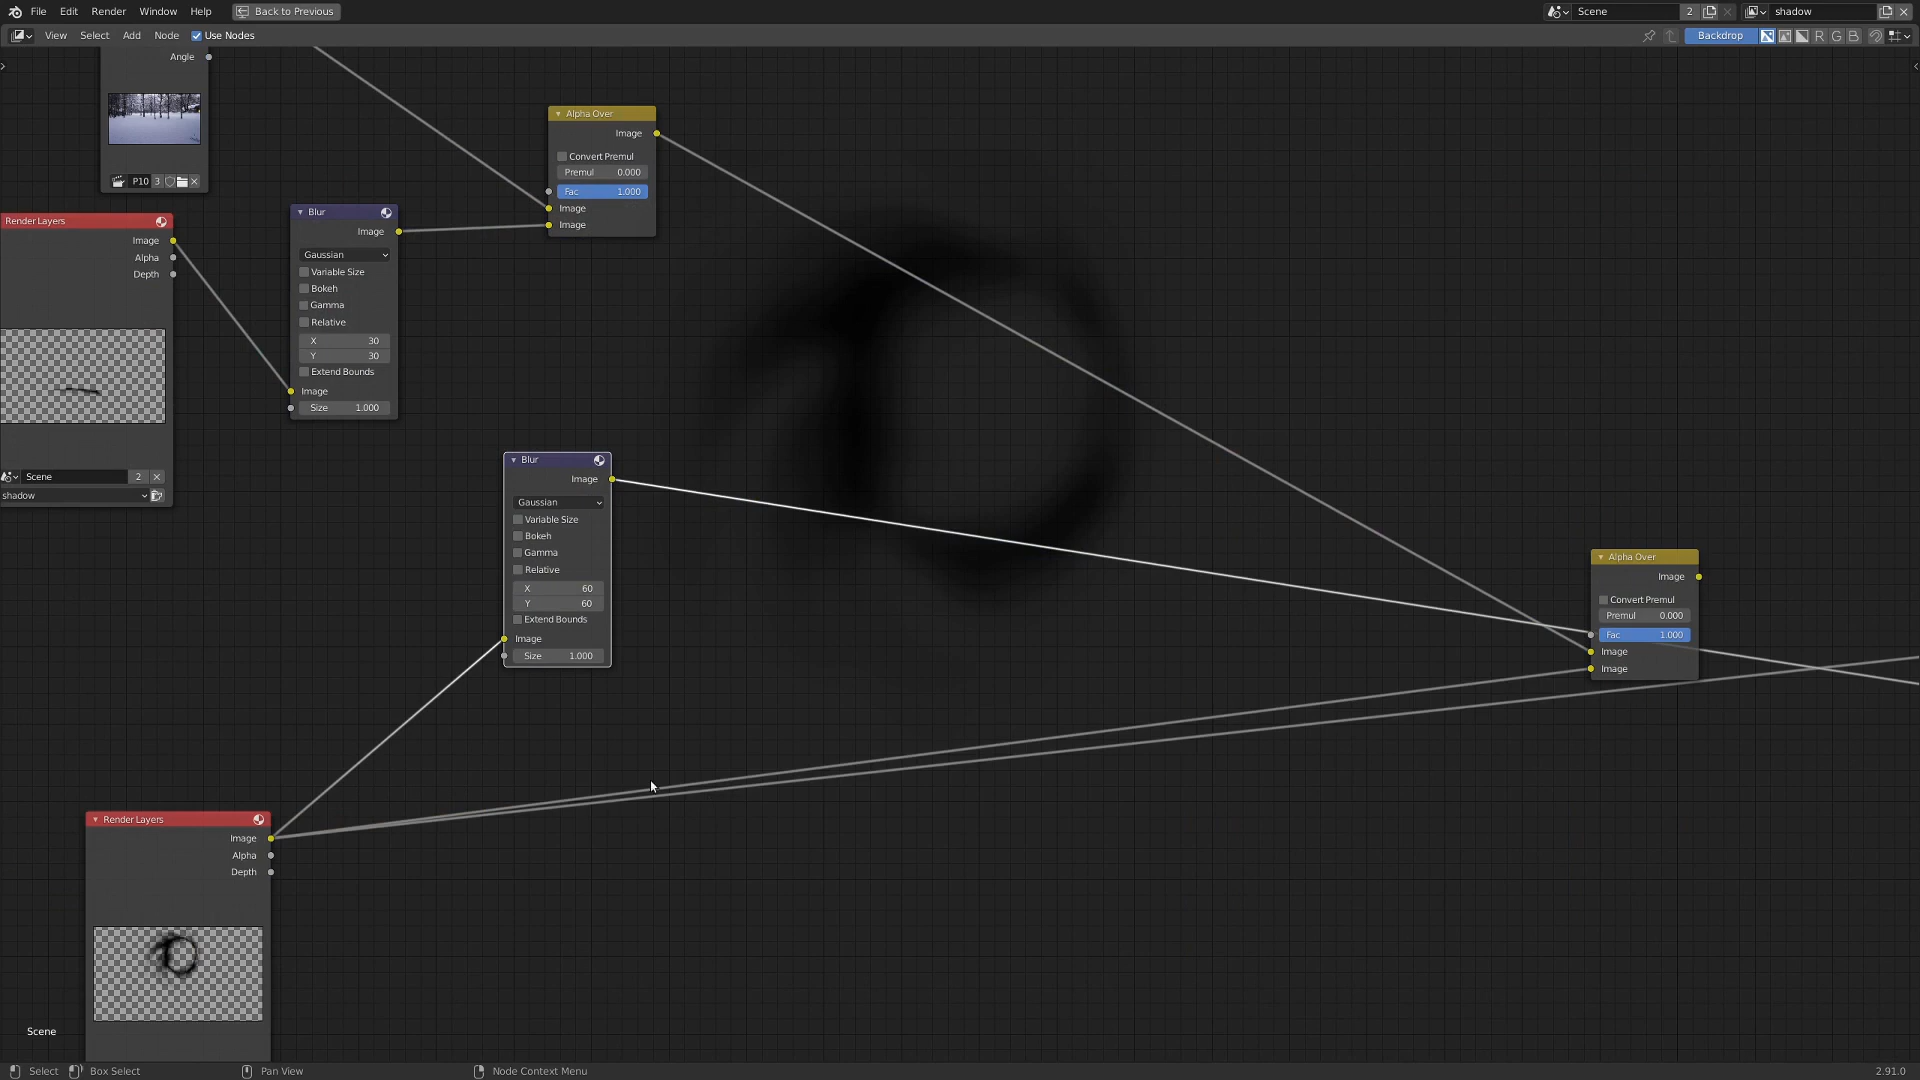 File Edit Render Window Help Back to Previous Scene 2 shadow
View Select Add Node Use Nodes Backdrop R G B
Angle
P10 3
Render Layers
Image
Alpha
Depth
Scene 2
shadow
Blur
Image
Gaussian
Variable Size
Bokeh
Gamma
Relative
X 30
Y 30
Extend Bounds
Image
Size 1.000
Alpha Over
Image
Convert Premul
Premul 0.000
Fac 1.000
Image
Image
Blur
Image
Gaussian
Variable Size
Bokeh
Gamma
Relative
X 60
Y 60
Extend Bounds
Image
Size 1.000
Alpha Over
Image
Convert Premul
Premul 0.000
Fac 1.000
Image
Image
Render Layers
Image
Alpha
Depth
Scene
Select Box Select Pan View Node Context Menu 2.91.0